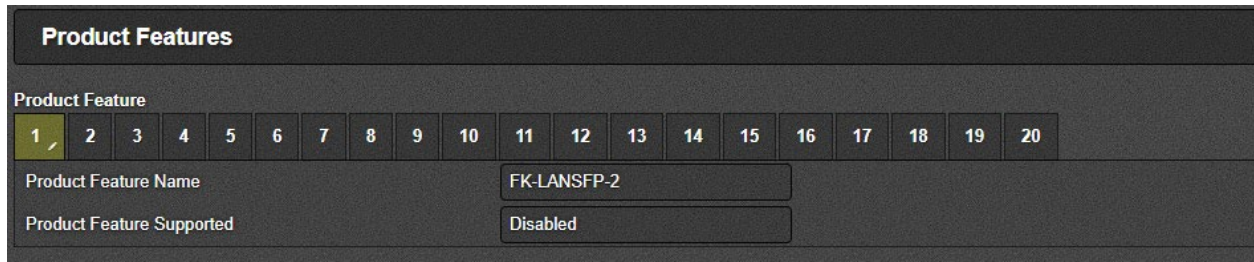 Product Features
Product Feature
1 2 3 4 5 6 7 8 9 10 11 12 13 14 15 16 17 18 19 20
Product Feature Name FK-LANSFP-2
Product Feature Supported Disabled